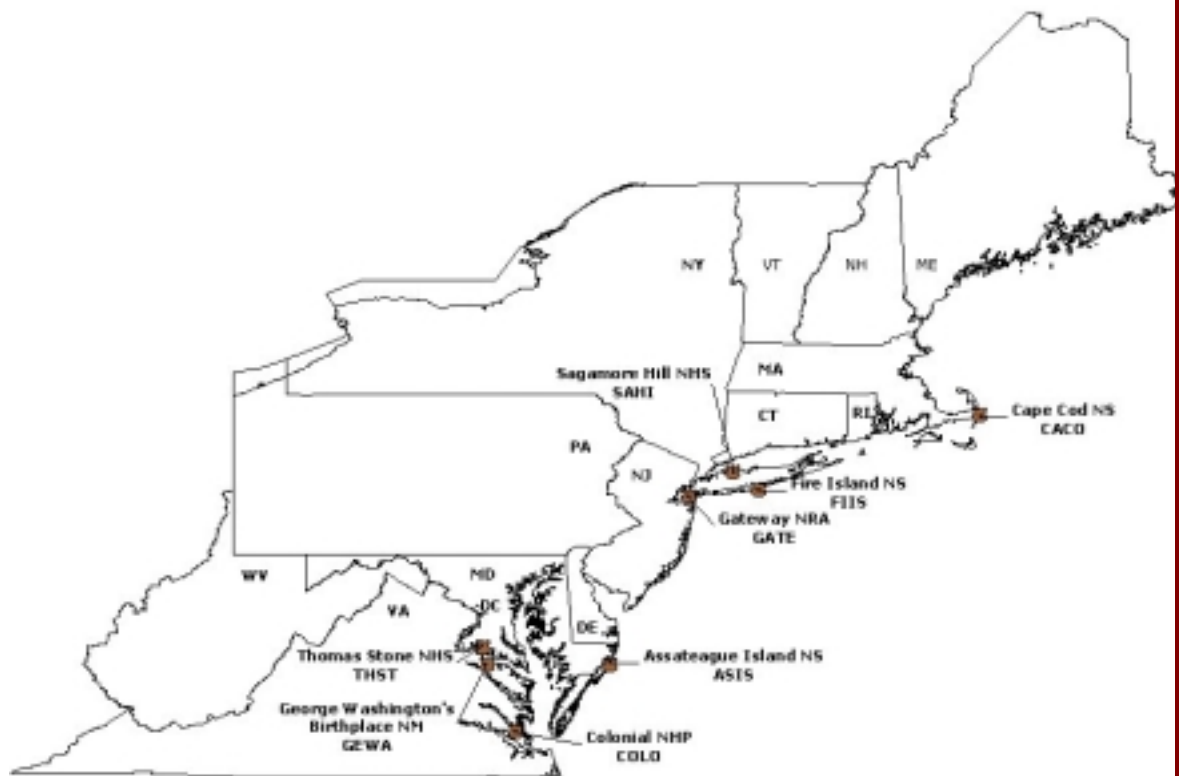 NY
VT
NH
ME
Sagamore Hill NHS
SAHI
MA
CT
RI
Cape Cod NS
CACO
PA
NJ
Fire Island NS
FIIS
Gateway NRA
GATE
WV
MD
DC
VA
DE
Thomas Stone NHS
THST
Assateague Island NS
ASIS
George Washington's
Birthplace NM
GEWA
Colonial NHP
COLO